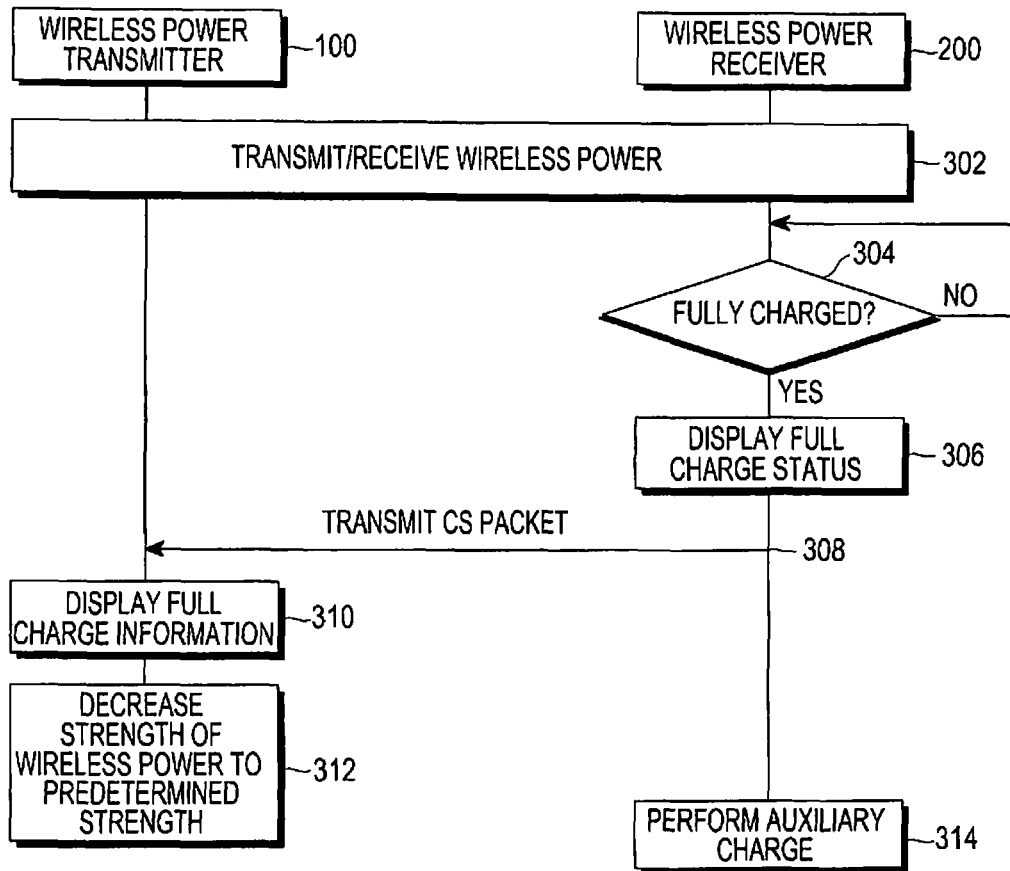 WIRELESS POWER
TRANSMITTER
100
WIRELESS POWER
RECEIVER
200
TRANSMIT/RECEIVE WIRELESS POWER
302
304
FULLY CHARGED?
NO
YES
DISPLAY FULL
CHARGE STATUS
306
TRANSMIT CS PACKET
308
DISPLAY FULL
CHARGE INFORMATION
310
DECREASE
STRENGTH OF
WIRELESS POWER TO
PREDETERMINED
STRENGTH
312
PERFORM AUXILIARY
CHARGE
314